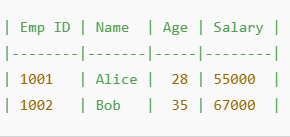 | Emp ID | Name  | Age | Salary |
|--------|-------|-----|--------|
| 1001   | Alice |  28 | 55000  |
| 1002   | Bob   |  35 | 67000  |